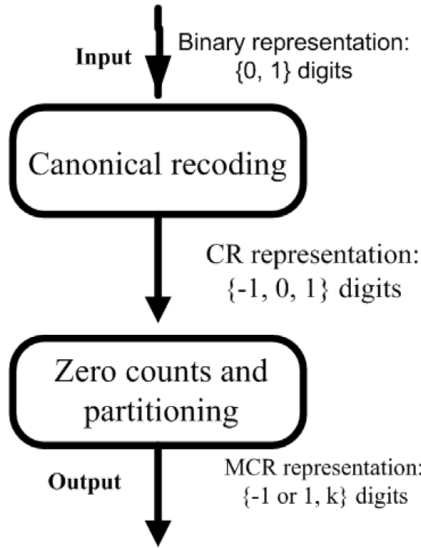 Input
Binary representation:
{0, 1} digits
Canonical recoding
CR representation:
{-1, 0, 1} digits
Zero counts and
partitioning
Output
MCR representation:
{-1 or 1, k} digits